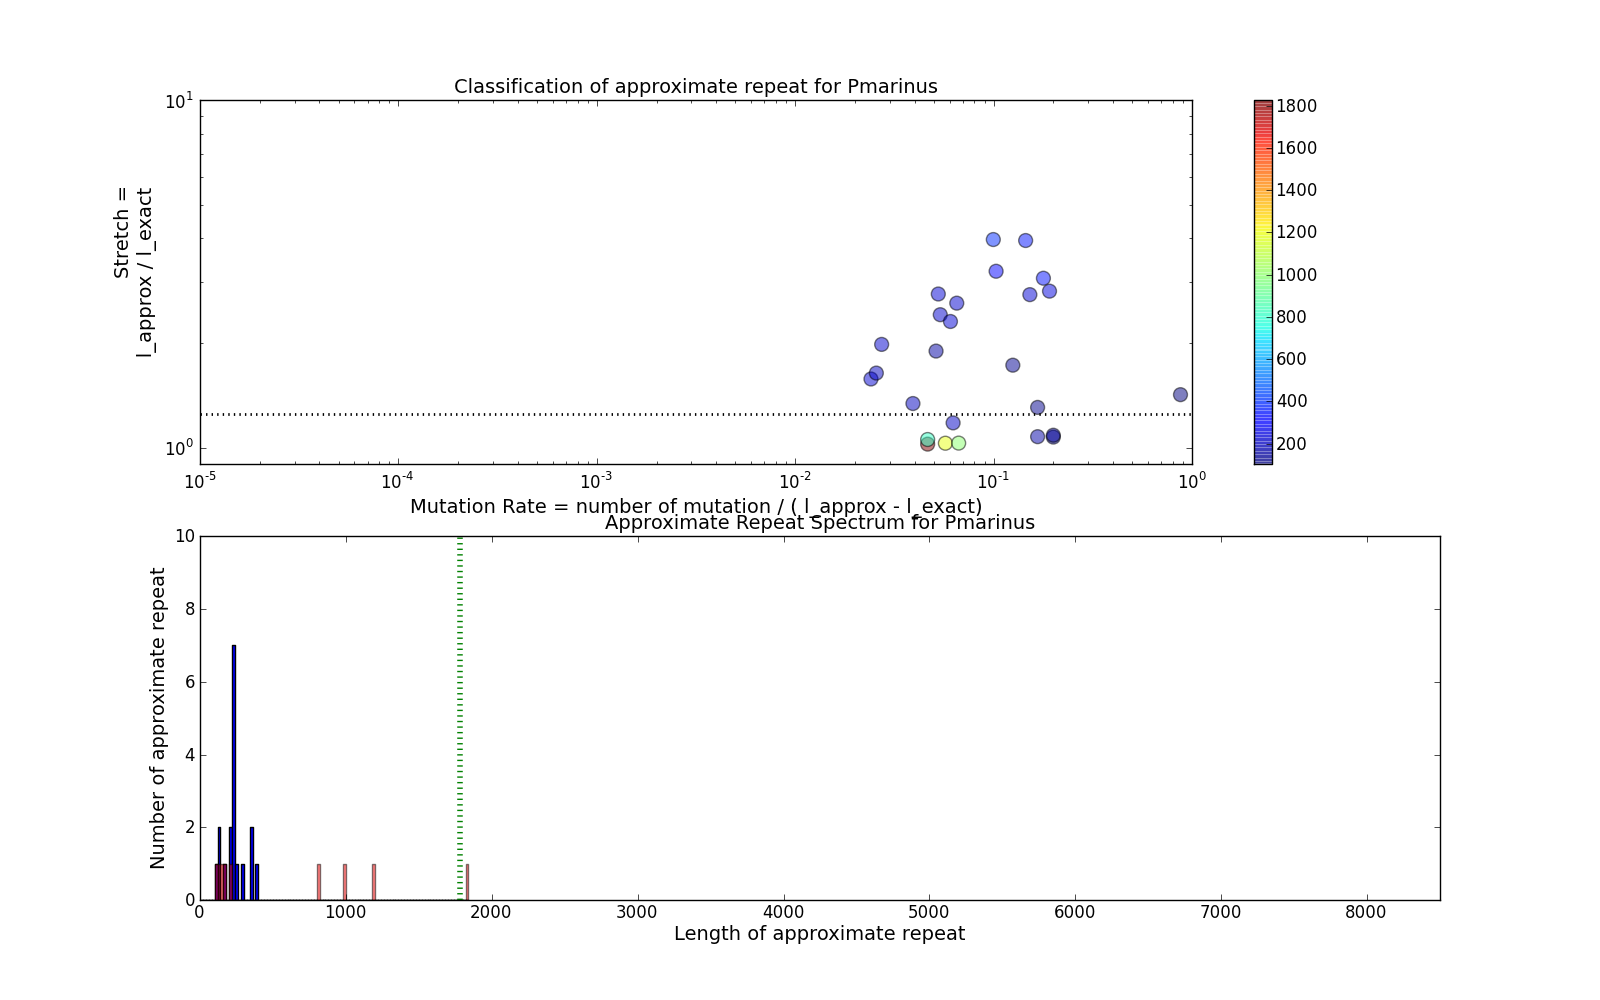 Classification of approximate repeat for Pmarinus
10^1
10^0
Stretch =
l_approx / l_exact
10^-5 10^-4 10^-3 10^-2 10^-1 10^0
Mutation Rate = number of mutation / ( l_approx - l_exact)
1800
1600
1400
1200
1000
800
600
400
200
Approximate Repeat Spectrum for Pmarinus
10
8
6
4
2
0
Number of approximate repeat
0 1000 2000 3000 4000 5000 6000 7000 8000
Length of approximate repeat